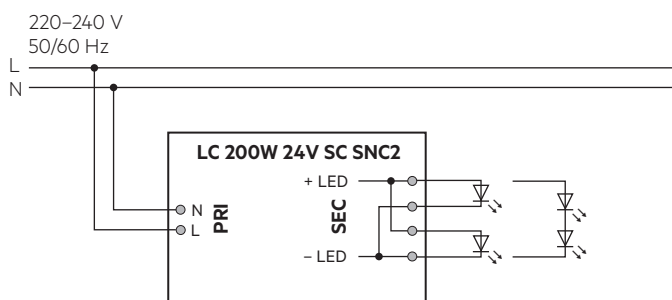 220–240 V
50/60 Hz
L
N
LC 200W 24V SC SNC2
+ LED
N
L
PRI
SEC
– LED